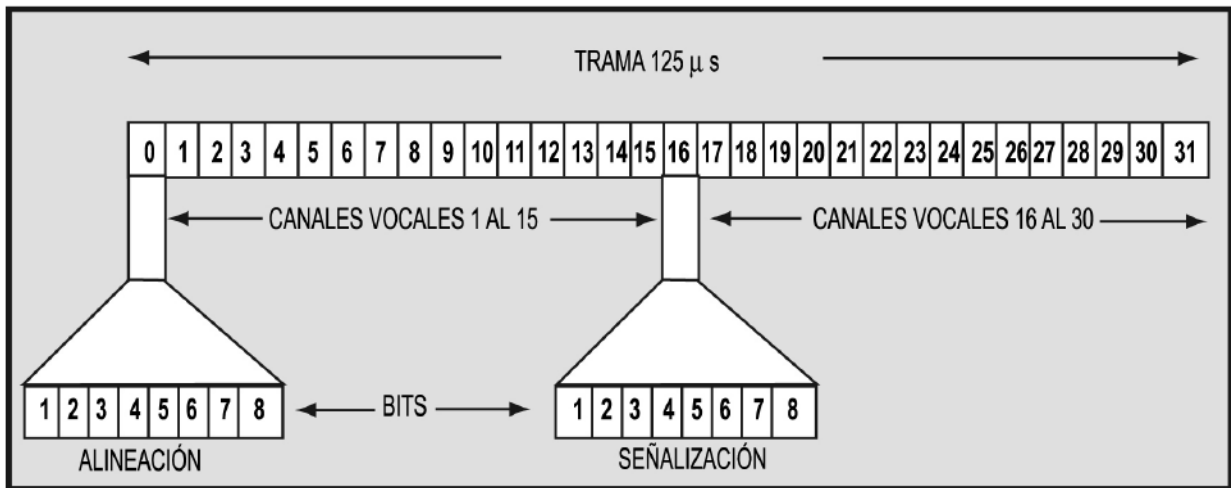 TRAMA 125 μ s
0 1 2 3 4 5 6 7 8 9 10 11 12 13 14 15 16 17 18 19 20 21 22 23 24 25 26 27 28 29 30 31
CANALES VOCALES 1 AL 15
CANALES VOCALES 16 AL 30
1 2 3 4 5 6 7 8
BITS
1 2 3 4 5 6 7 8
ALINEACIÓN
SEÑALIZACIÓN